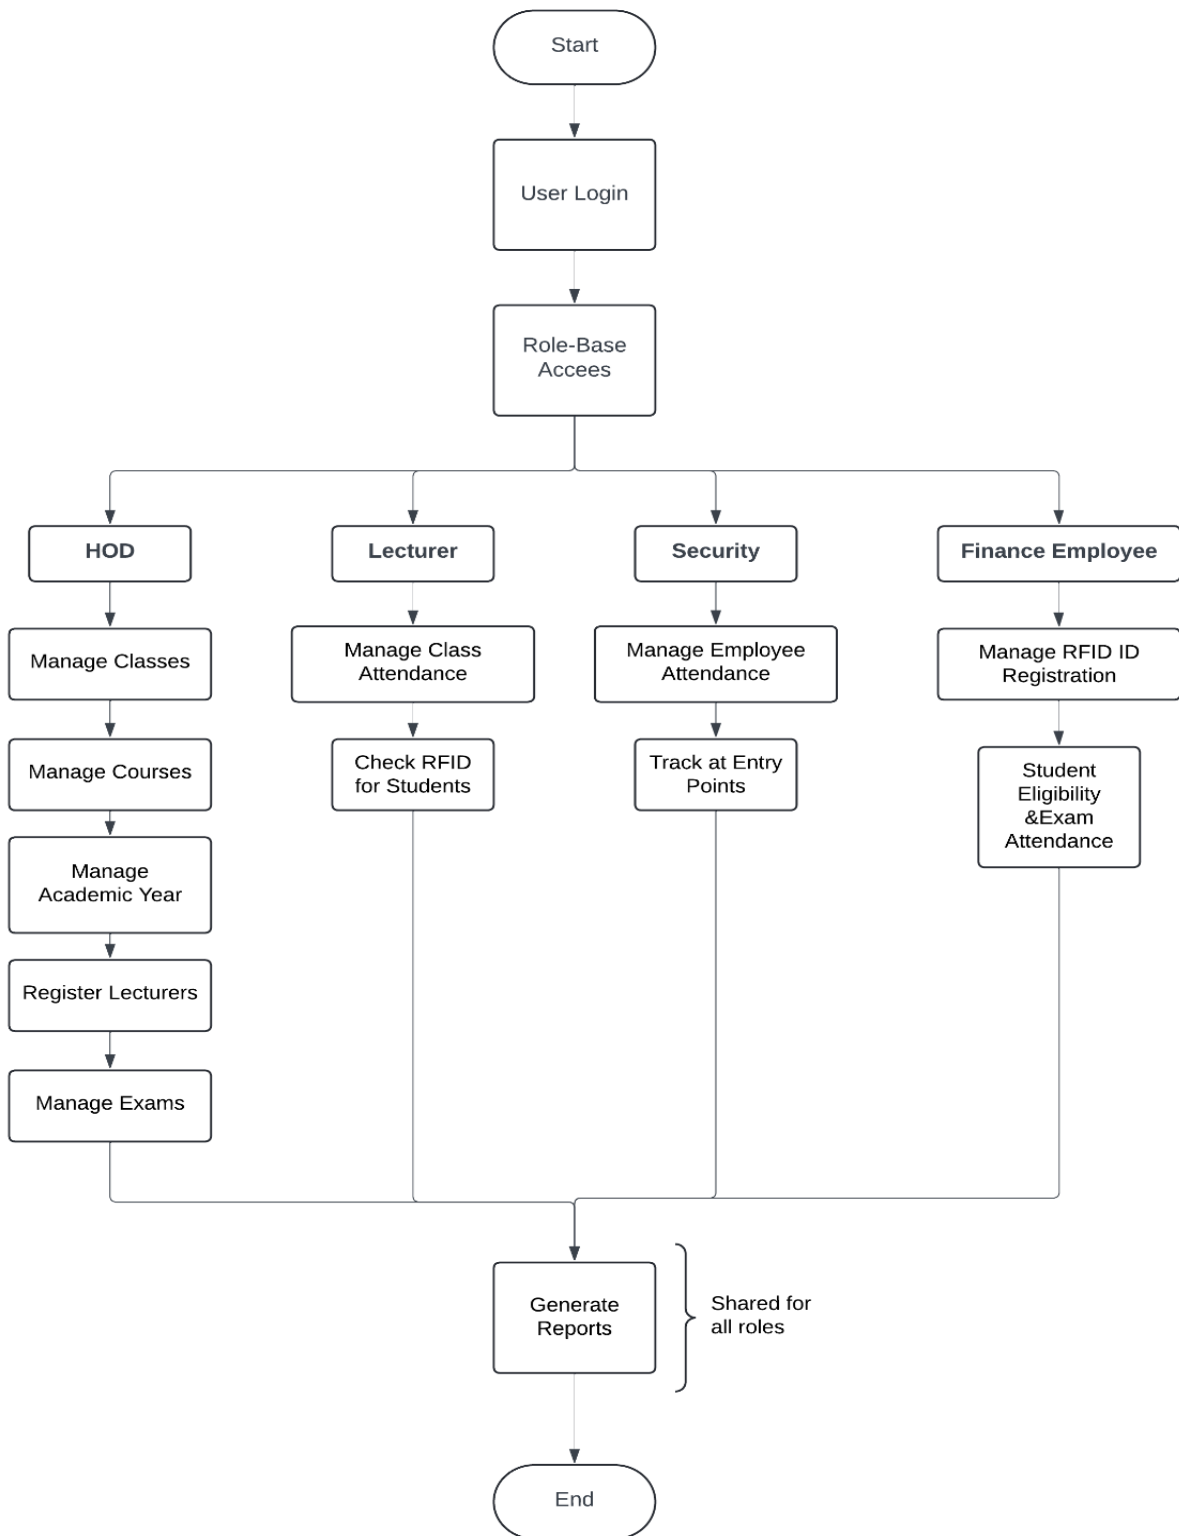 Start
User Login
Role-Base
Accees
HOD
Lecturer
Security
Finance Employee
Manage Classes
Manage Class
Attendance
Manage Employee
Attendance
Manage RFID ID
Registration
Manage Courses
Check RFID
for Students
Track at Entry
Points
Student
Eligibility
&Exam
Attendance
Manage
Academic Year
Register Lecturers
Manage Exams
Generate
Reports
Shared for
all roles
End